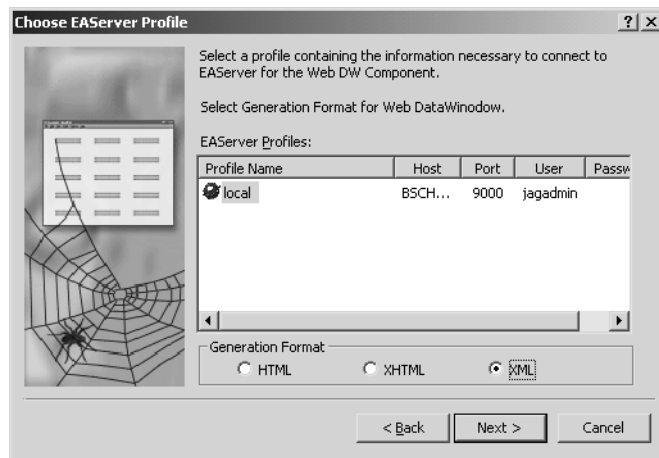 Choose EAServer Profile
Select a profile containing the information necessary to connect to
EAServer for the Web DW Component.
Select Generation Format for Web DataWinodow.
EAServer Profiles:
Profile Name Host Port User Passw
local BSCH... 9000 jagadmin
Generation Format
HTML XHTML XML
< Back Next > Cancel